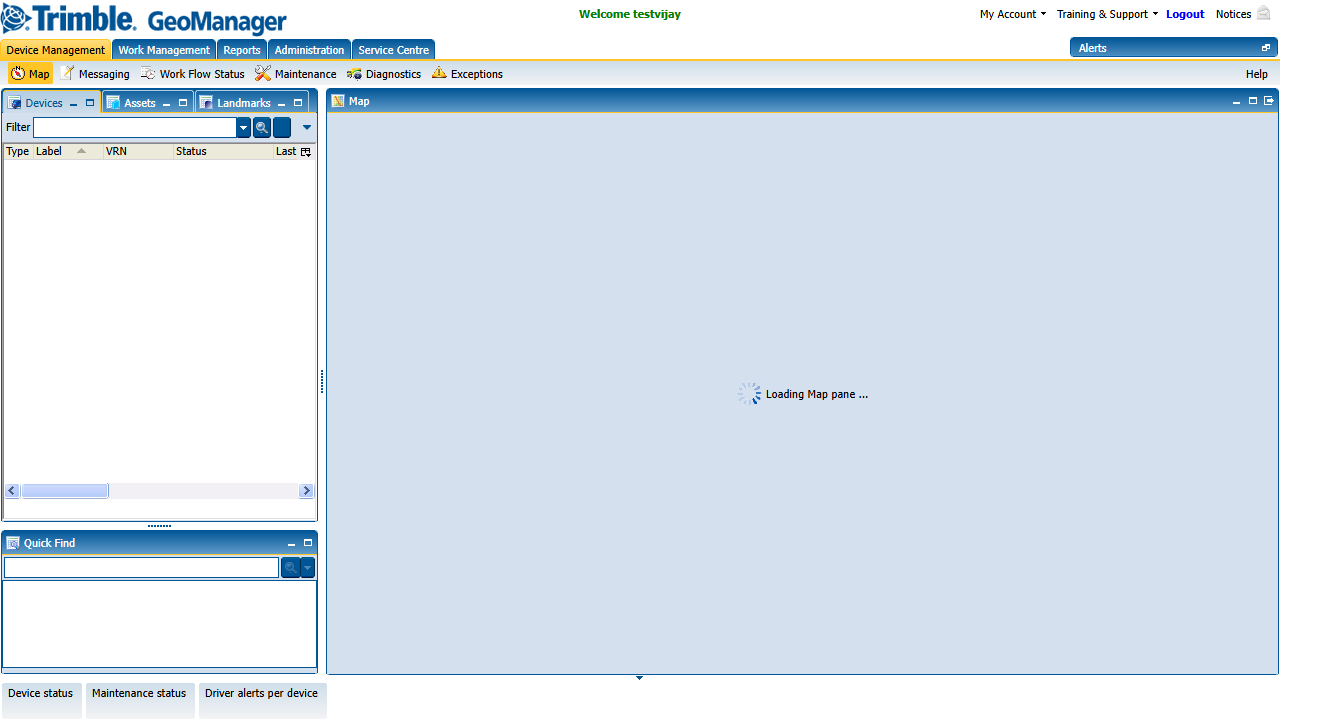 Trimble. GeoManager
Welcome testvijay
My Account Training & Support Logout Notices
Device Management Work Management Reports Administration Service Centre
Alerts
Map Messaging Work Flow Status Maintenance Diagnostics Exceptions Help
Devices Assets Landmarks
Map
Filter
Type Label VRN Status Last
Loading Map pane ...
Quick Find
Device status Maintenance status Driver alerts per device